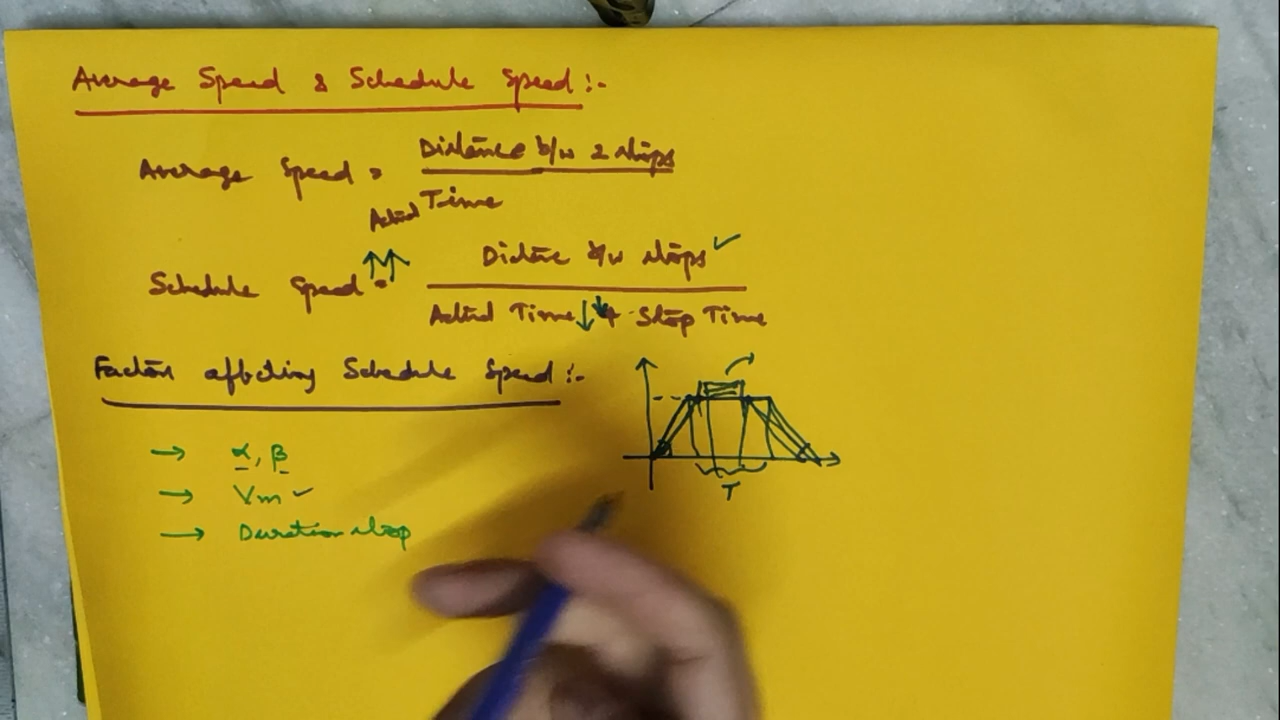 Average Speed & Schedule Speed :-
Average Speed = Distance b/w 2 stops
Actual Time
Schedule Speed = Distance b/w stops
Actual Time + Stop Time
Factors affecting Schedule Speed :-
→ α, β
→ Vm
→ Duration stop
T